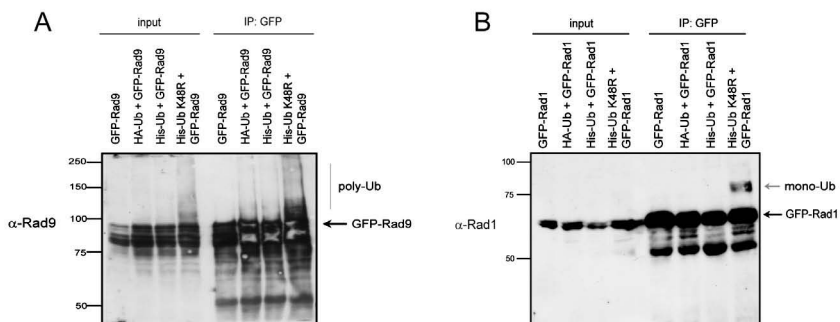 A
input
IP: GFP
GFP-Rad9
HA-Ub + GFP-Rad9
His-Ub + GFP-Rad9
His-Ub K48R +
GFP-Rad9
GFP-Rad9
HA-Ub + GFP-Rad9
His-Ub + GFP-Rad9
His-Ub K48R +
GFP-Rad9
250
150
100
75
50
α-Rad9
poly-Ub
GFP-Rad9
B
input
IP: GFP
GFP-Rad1
HA-Ub + GFP-Rad1
His-Ub + GFP-Rad1
His-Ub K48R +
GFP-Rad1
GFP-Rad1
HA-Ub + GFP-Rad1
His-Ub + GFP-Rad1
His-Ub K48R +
GFP-Rad1
100
75
50
α-Rad1
mono-Ub
GFP-Rad1